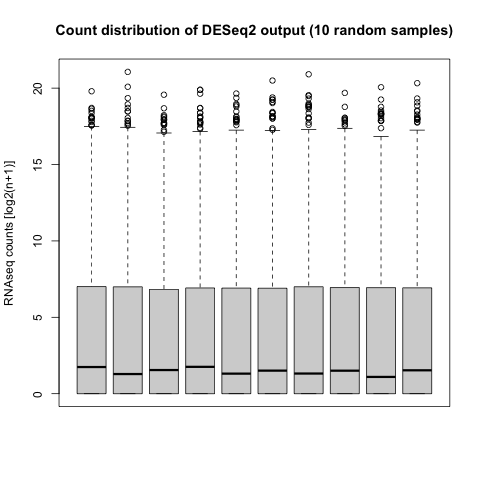 Count distribution of DESeq2 output (10 random samples)
RNAseq counts [log2(n+1)]
20
15
10
5
0